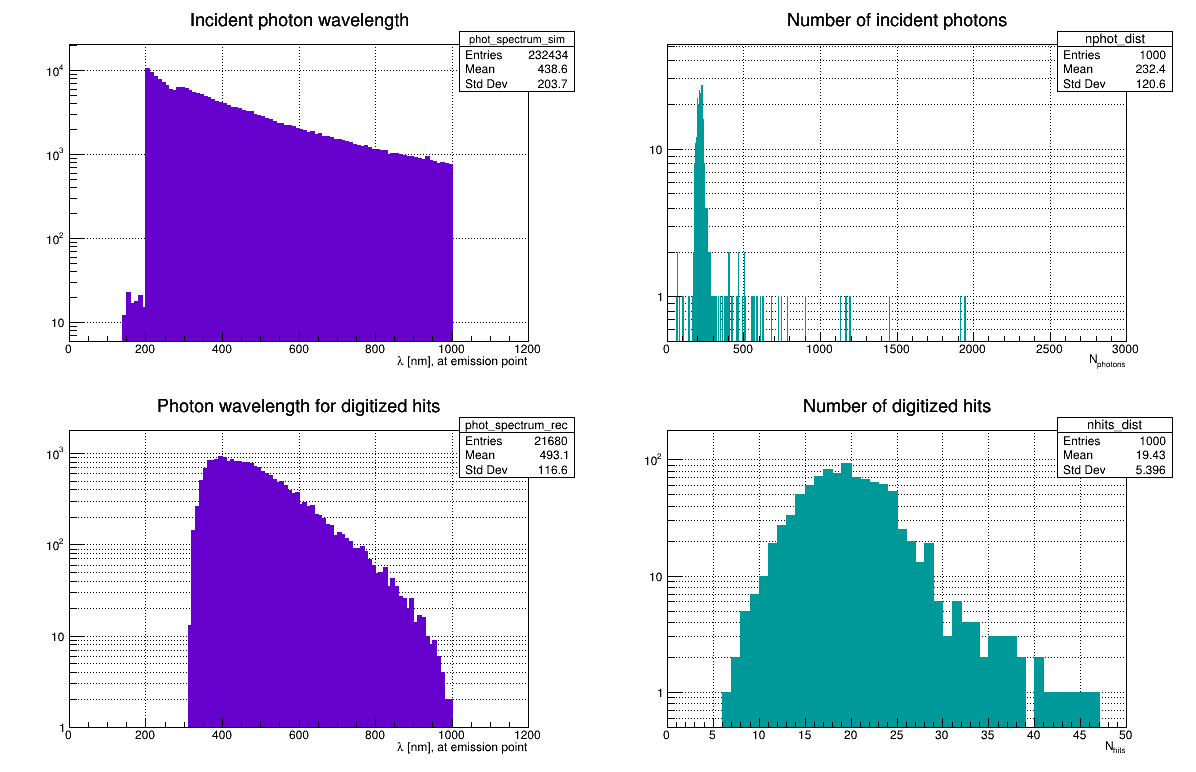 Incident photon wavelength
phot_spectrum_sim
Entries 232434
Mean 438.6
Std Dev 203.7
10^4
10^3
10^2
10
0 200 400 600 800 1000 1200
λ [nm], at emission point
Number of incident photons
nphot_dist
Entries 1000
Mean 232.4
Std Dev 120.6
10
1
0 500 1000 1500 2000 2500 3000
N_photons
Photon wavelength for digitized hits
phot_spectrum_rec
Entries 21680
Mean 493.1
Std Dev 116.6
10^3
10^2
10
1
0 200 400 600 800 1000 1200
λ [nm], at emission point
Number of digitized hits
nhits_dist
Entries 1000
Mean 19.43
Std Dev 5.396
10^2
10
1
0 5 10 15 20 25 30 35 40 45 50
N_hits